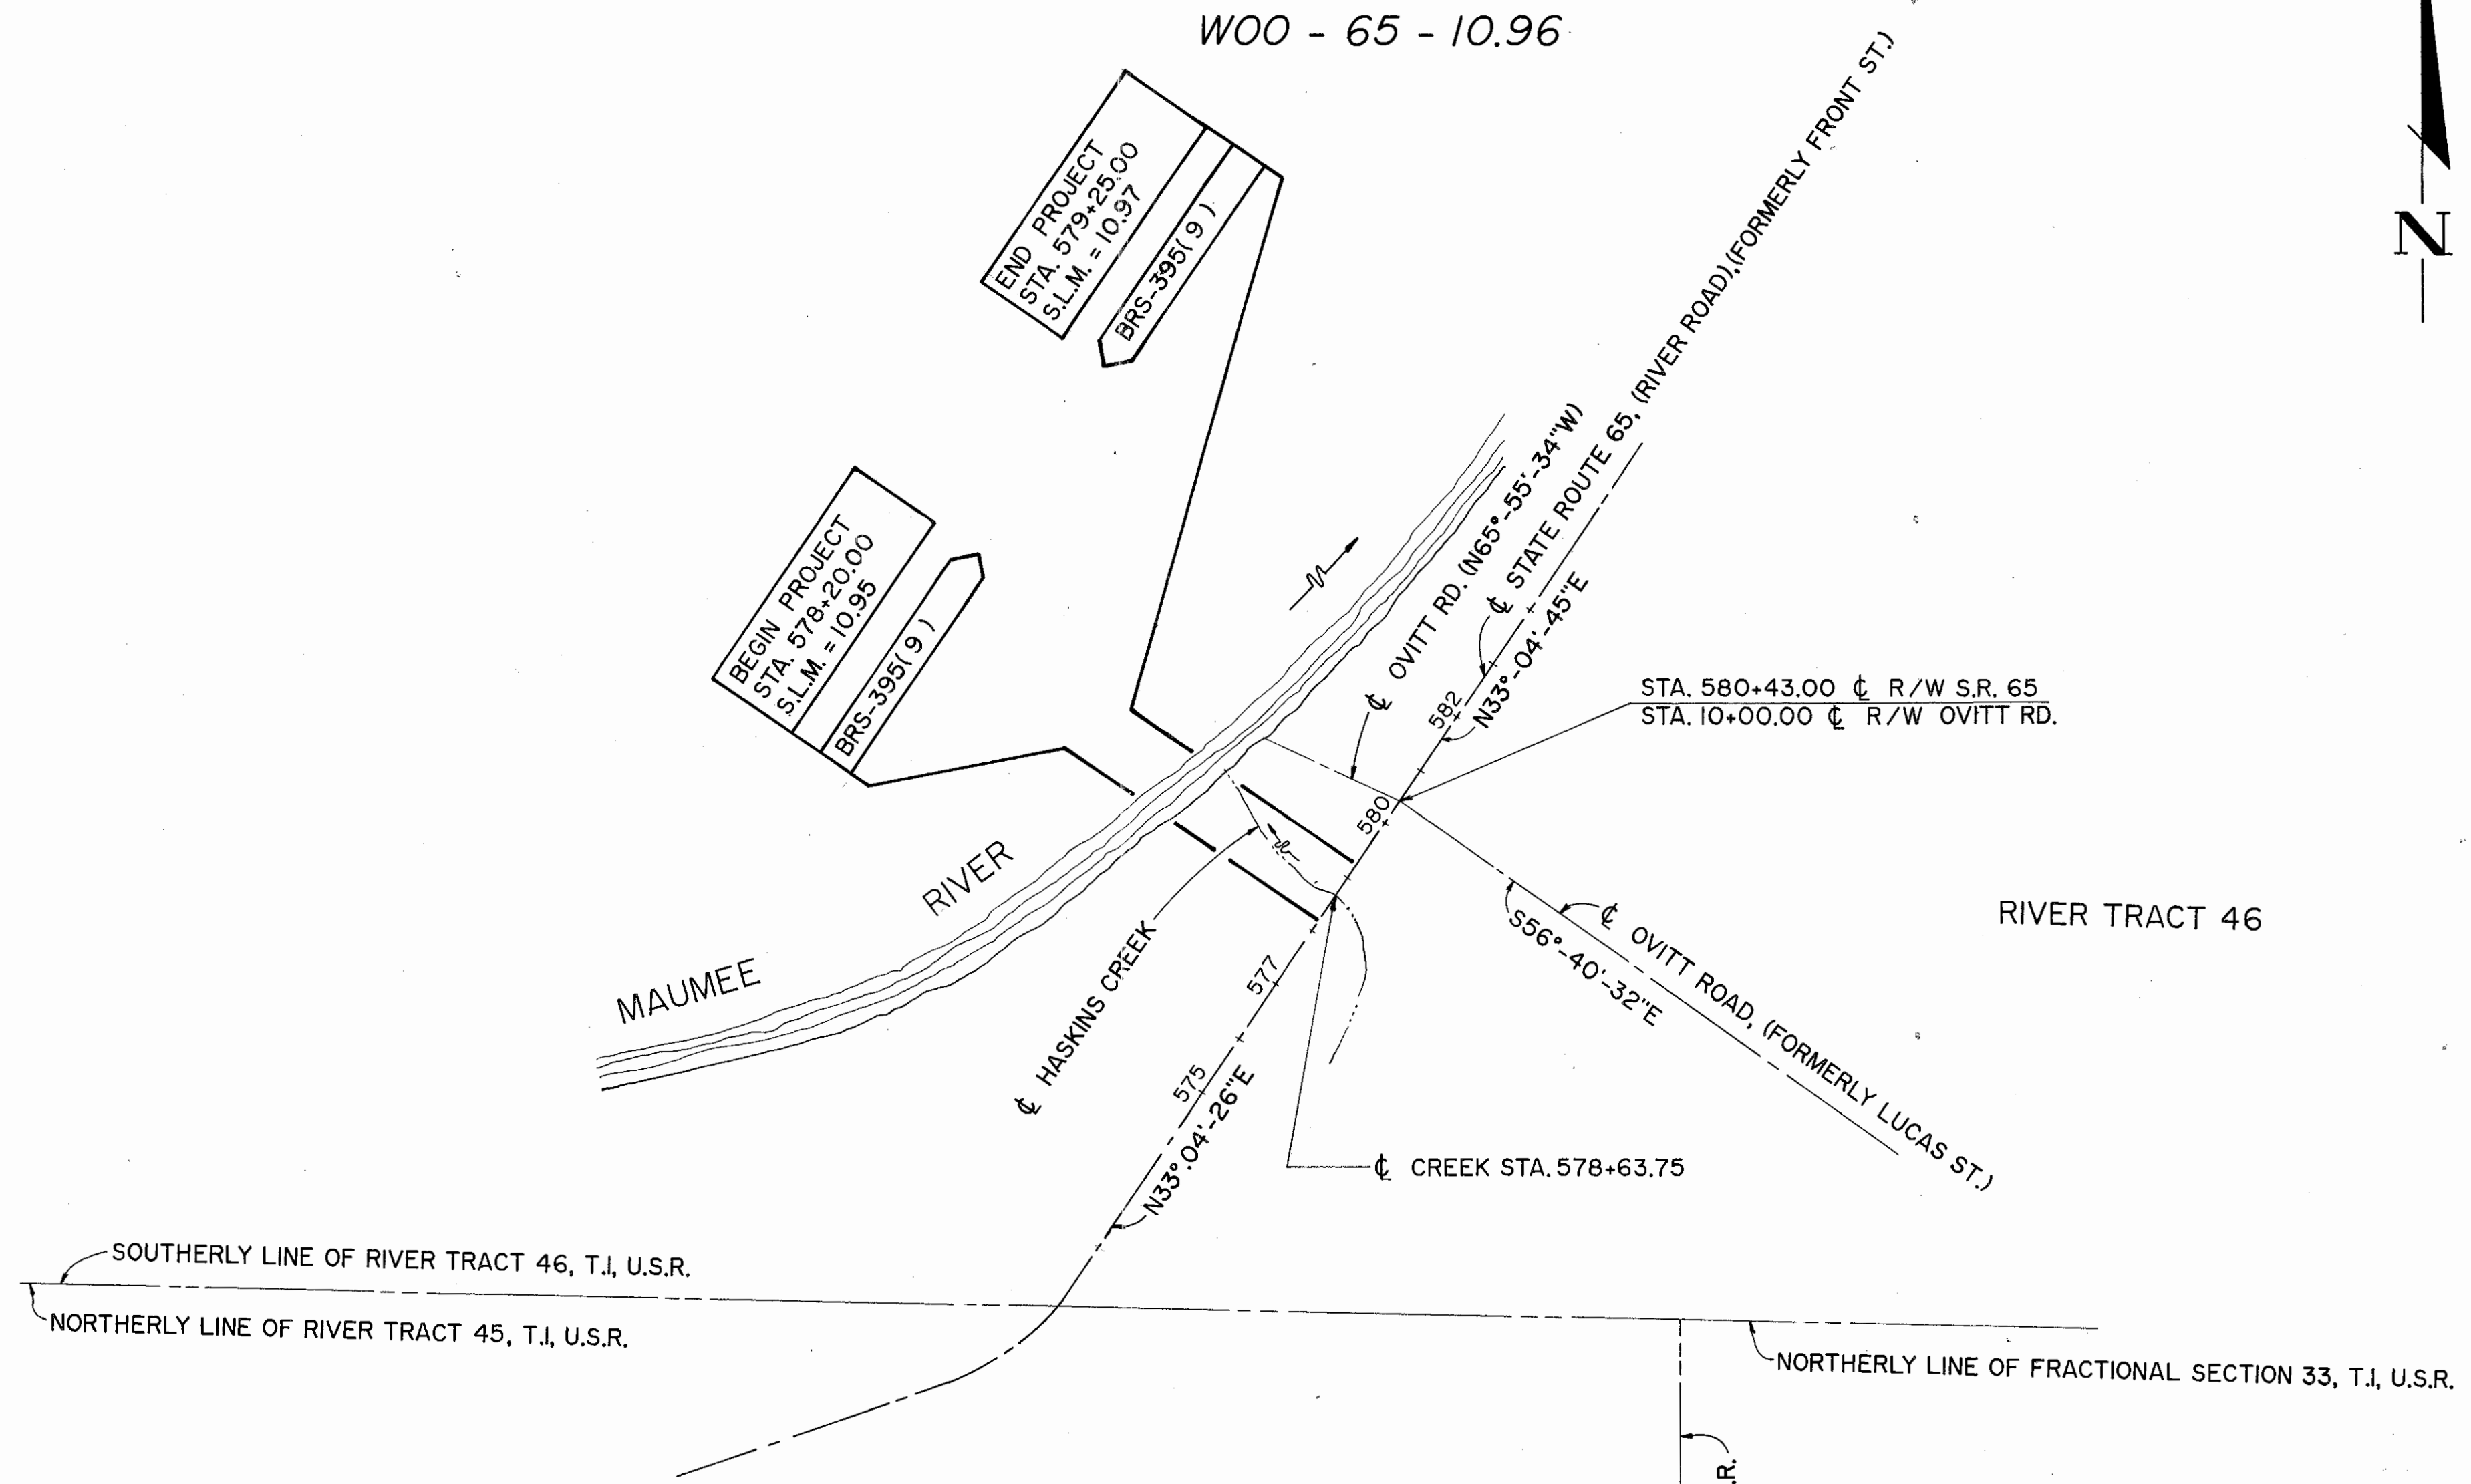 WOO - 65 - 10.96
END PROJECT
STA. 579+25.00
S.L.M. = 10.97
BRS-395(9 )
N
BEGIN PROJECT
STA. 578+20.00
S.L.M. = 10.95
BRS-395(9 )
℄ OVITT RD. (N65°-55'-34"W)
℄ STATE ROUTE 65, (RIVER ROAD),(FORMERLY FRONT ST.)
N33°-04'-45"E
582
580
STA. 580+43.00 ℄ R/W S.R. 65
STA. 10+00.00 ℄ R/W OVITT RD.
MAUMEE RIVER
RIVER TRACT 46
℄ OVITT ROAD, (FORMERLY LUCAS ST.)
S56°-40'-32"E
℄ HASKINS CREEK
577
575
N33°.04'-26"E
℄ CREEK STA. 578+63.75
SOUTHERLY LINE OF RIVER TRACT 46, T.I, U.S.R.
NORTHERLY LINE OF RIVER TRACT 45, T.I, U.S.R.
NORTHERLY LINE OF FRACTIONAL SECTION 33, T.I, U.S.R.
R.